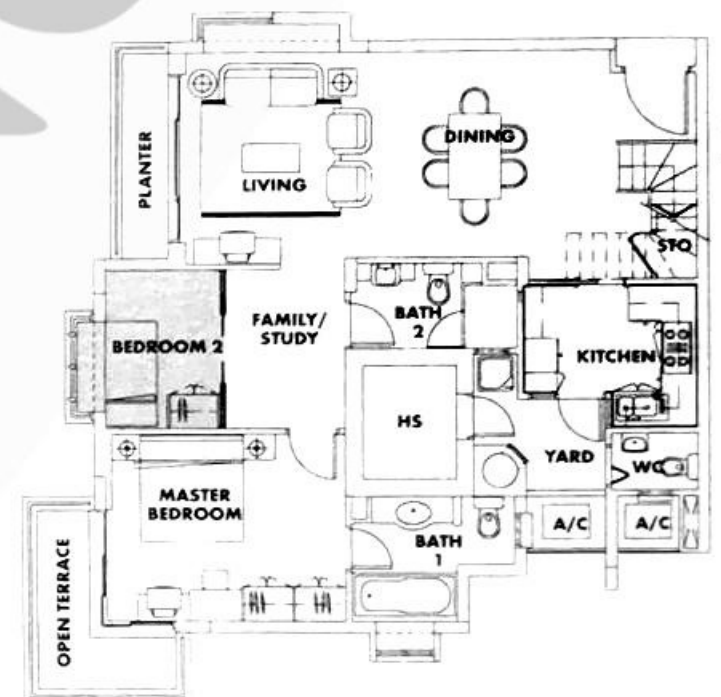 PLANTER
LIVING
DINING
STO
BEDROOM 2
FAMILY/
STUDY
BATH
2
KITCHEN
HS
YARD
WC
MASTER
BEDROOM
BATH
1
A/C
A/C
OPEN TERRACE